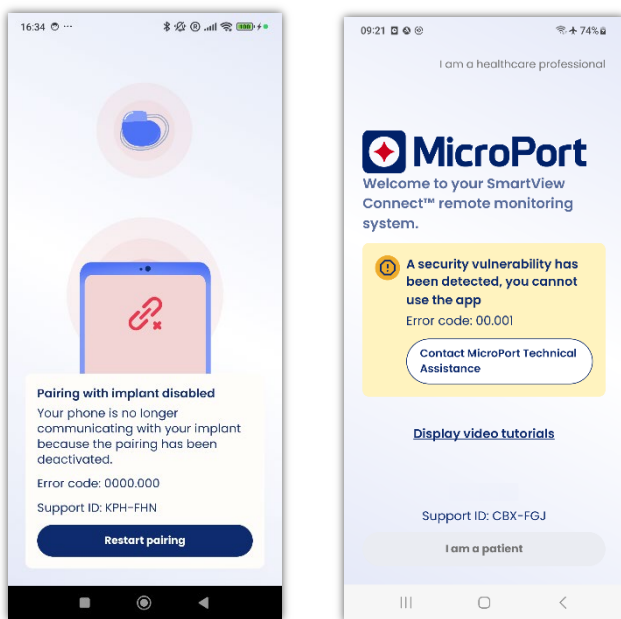 16:34
100
Pairing with implant disabled
Your phone is no longer
communicating with your implant
because the pairing has been
deactivated.
Error code: 0000.000
Support ID: KPH-FHN
Restart pairing
09:21
74%
I am a healthcare professional
MicroPort
Welcome to your SmartView
Connect™ remote monitoring
system.
A security vulnerability has
been detected, you cannot
use the app
Error code: 00.001
Contact MicroPort Technical
Assistance
Display video tutorials
Support ID: CBX-FGJ
I am a patient